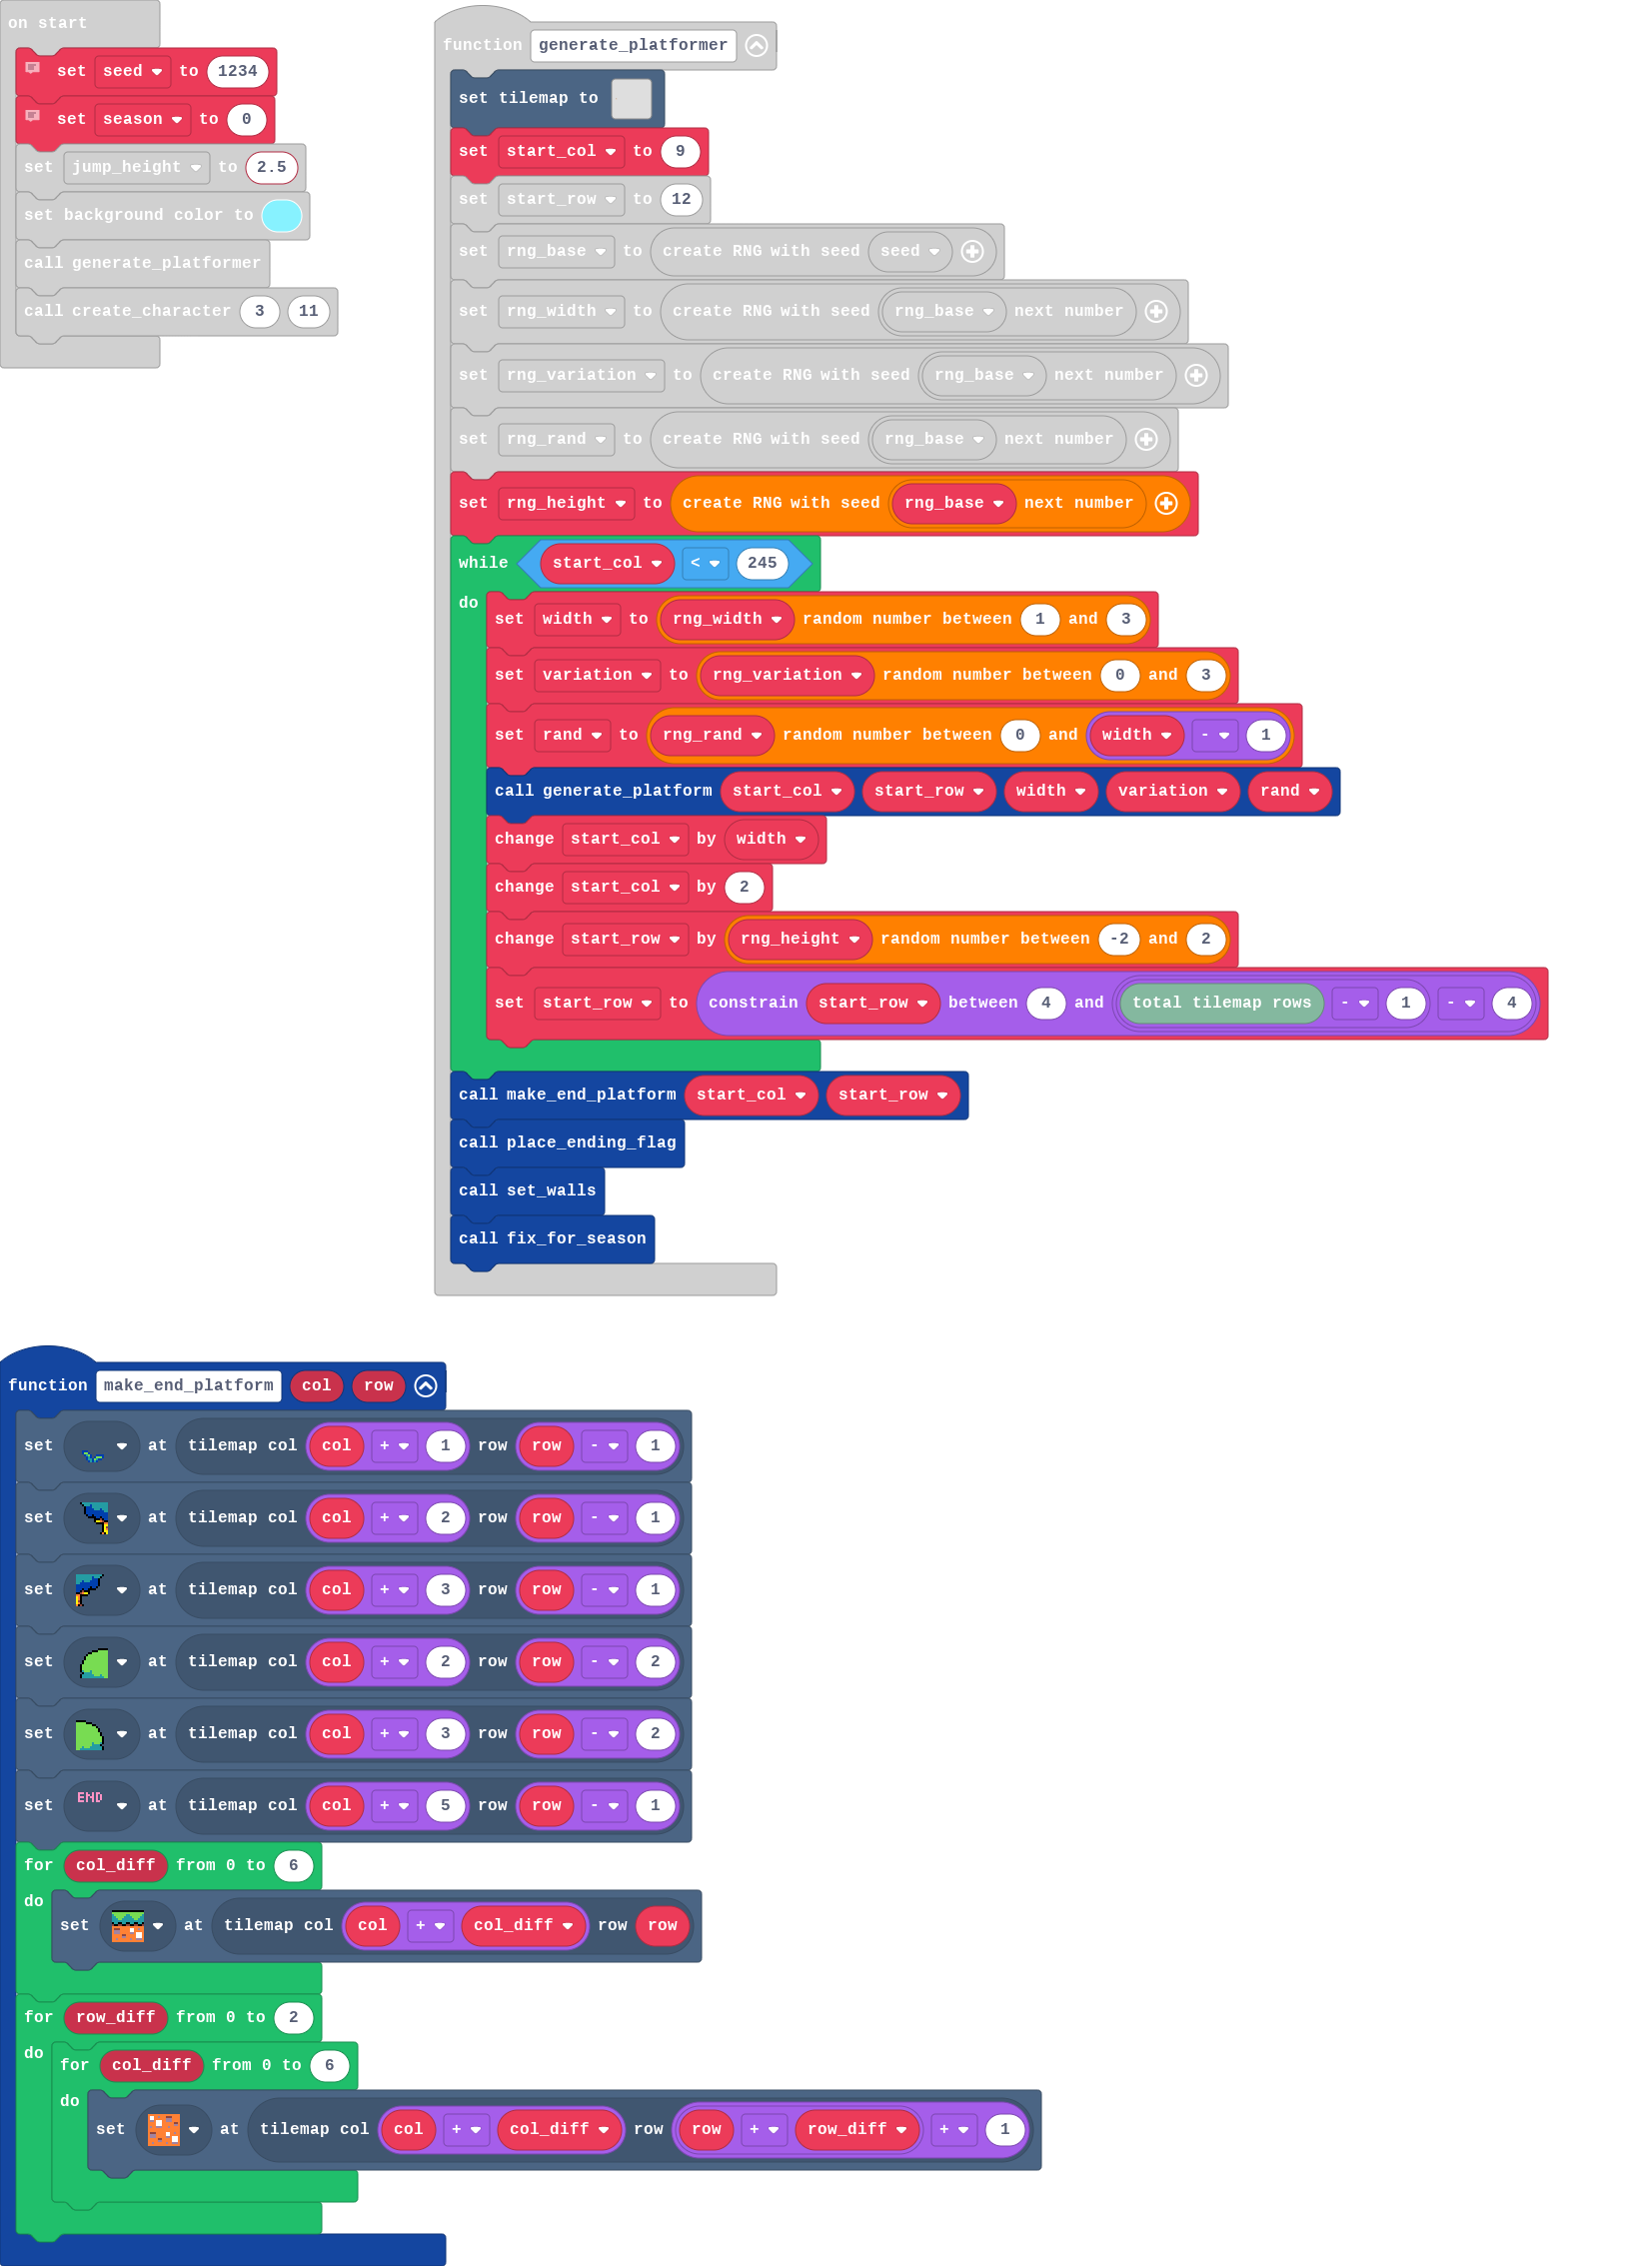 on start
set seed to 1234
set season to 0
set jump_height to 2.5
set background color to
call generate_platformer
call create_character 3 11
function generate_platformer
set tilemap to
set start_col to 9
set start_row to 12
set rng_base to create RNG with seed seed
set rng_width to create RNG with seed rng_base next number
set rng_variation to create RNG with seed rng_base next number
set rng_rand to create RNG with seed rng_base next number
set rng_height to create RNG with seed rng_base next number
while start_col < 245
do
set width to rng_width random number between 1 and 3
set variation to rng_variation random number between 0 and 3
set rand to rng_rand random number between 0 and width - 1
call generate_platform start_col start_row width variation rand
change start_col by width
change start_col by 2
change start_row by rng_height random number between -2 and 2
set start_row to constrain start_row between 4 and total tilemap rows - 1 - 4
call make_end_platform start_col start_row
call place_ending_flag
call set_walls
call fix_for_season
function make_end_platform col row
set at tilemap col col + 1 row row - 1
set at tilemap col col + 2 row row - 1
set at tilemap col col + 3 row row - 1
set at tilemap col col + 2 row row - 2
set at tilemap col col + 3 row row - 2
set END at tilemap col col + 5 row row - 1
for col_diff from 0 to 6
do
set at tilemap col col + col_diff row row
for row_diff from 0 to 2
do
for col_diff from 0 to 6
do
set at tilemap col col + col_diff row row + row_diff + 1